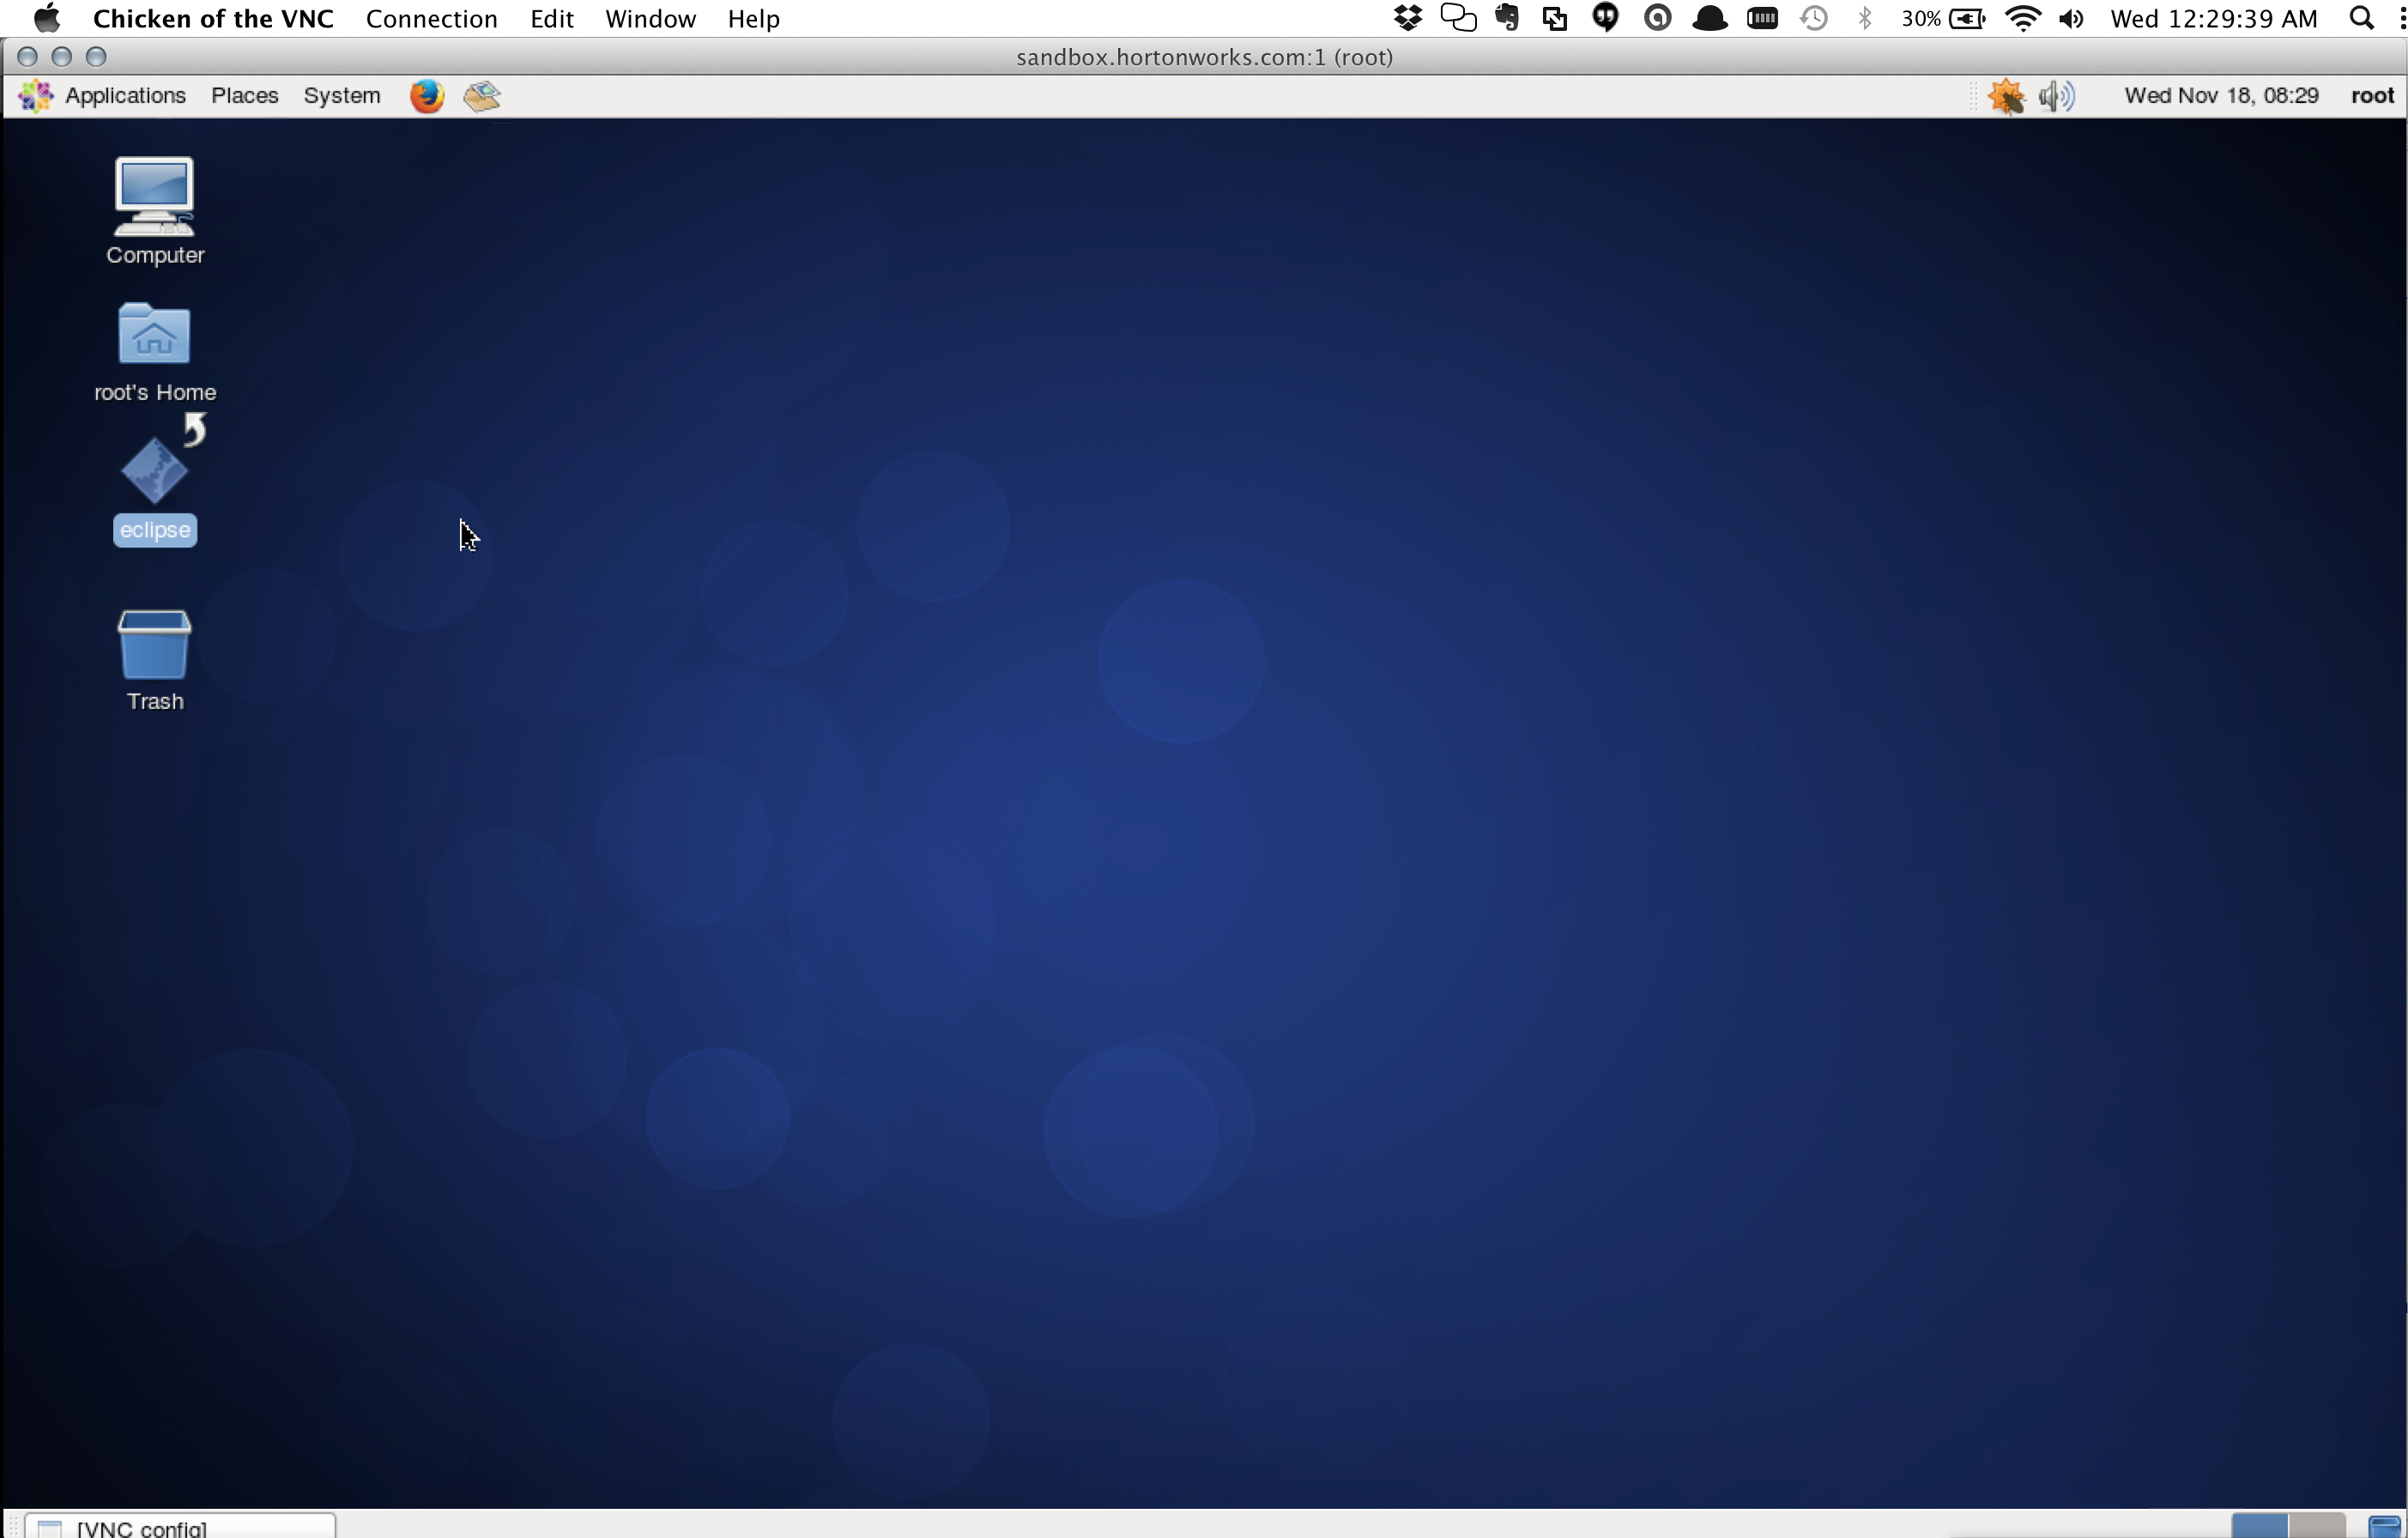 Chicken of the VNC Connection Edit Window Help 30% Wed 12:29:39 AM
sandbox.hortonworks.com:1 (root)
Applications Places System Wed Nov 18, 08:29 root
Computer
root's Home
eclipse
Trash
[VNC config]